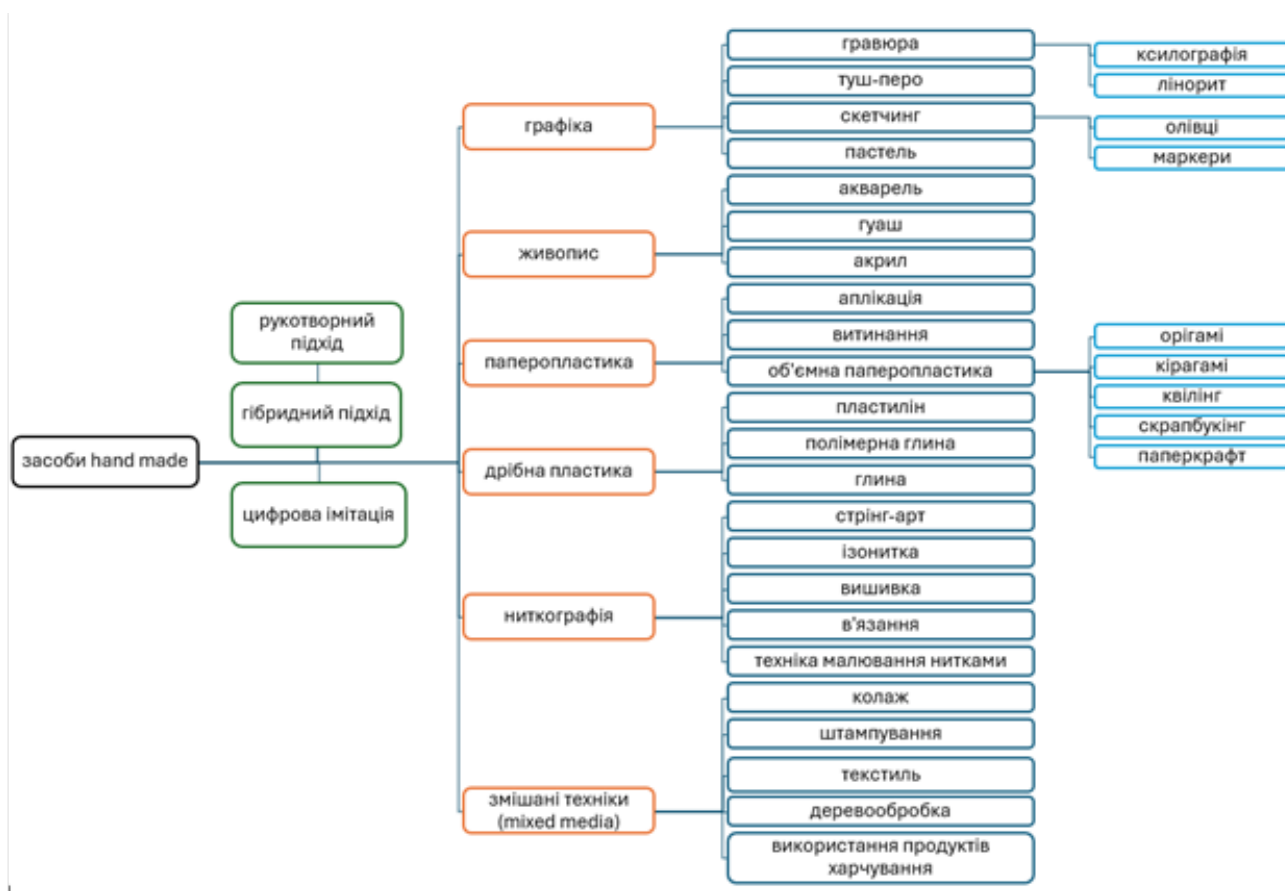 засоби hand made
рукотворний
підхід
гібридний підхід
цифрова імітація
графіка
гравюра
ксилографія
лінорит
туш-перо
скетчинг
олівці
маркери
пастель
живопис
акварель
гуаш
акрил
паперопластика
аплікація
витинання
об'ємна паперопластика
орігамі
кірагамі
квілінг
скрапбукінг
паперкрафт
дрібна пластика
пластилін
полімерна глина
глина
ниткографія
стрінг-арт
ізонитка
вишивка
в'язання
техніка малювання нитками
змішані техніки
(mixed media)
колаж
штампування
текстиль
деревообробка
використання продуктів
харчування